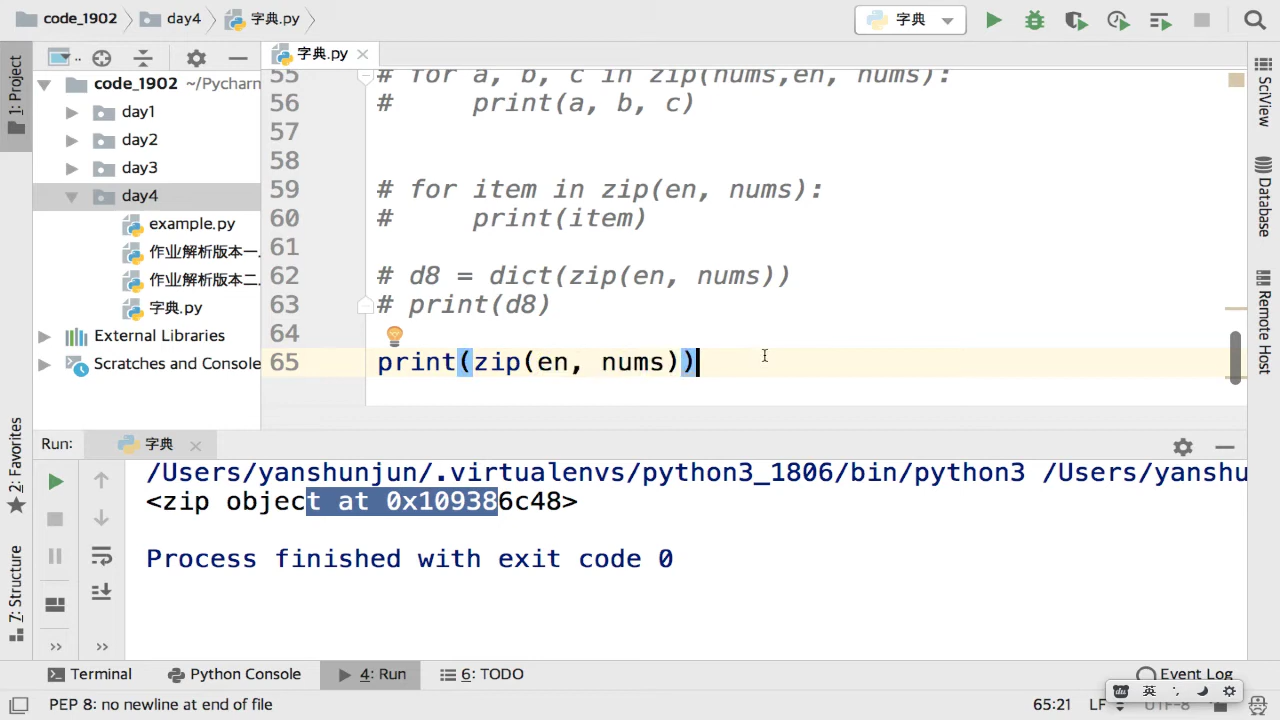 code_1902
day4
字典.py
字典
1: Project
字典.py
code_1902 ~/Pycharn
day1
day2
day3
day4
example.py
作业解析版本一
作业解析版本二
字典.py
External Libraries
Scratches and Console
55 # for a, b, c in zip(nums,en, nums):
56 #     print(a, b, c)
57
58
59 # for item in zip(en, nums):
60 #     print(item)
61
62 # d8 = dict(zip(en, nums))
63 # print(d8)
64
65 print(zip(en, nums))
SciView
Database
Remote Host
Run:
字典
/Users/yanshunjun/.virtualenvs/python3_1806/bin/python3 /Users/yanshu
<zip object at 0x109386c48>
Process finished with exit code 0
2: Favorites
7: Structure
Terminal
Python Console
4: Run
6: TODO
Event Log
英
PEP 8: no newline at end of file
65:21
LF
UTF-8